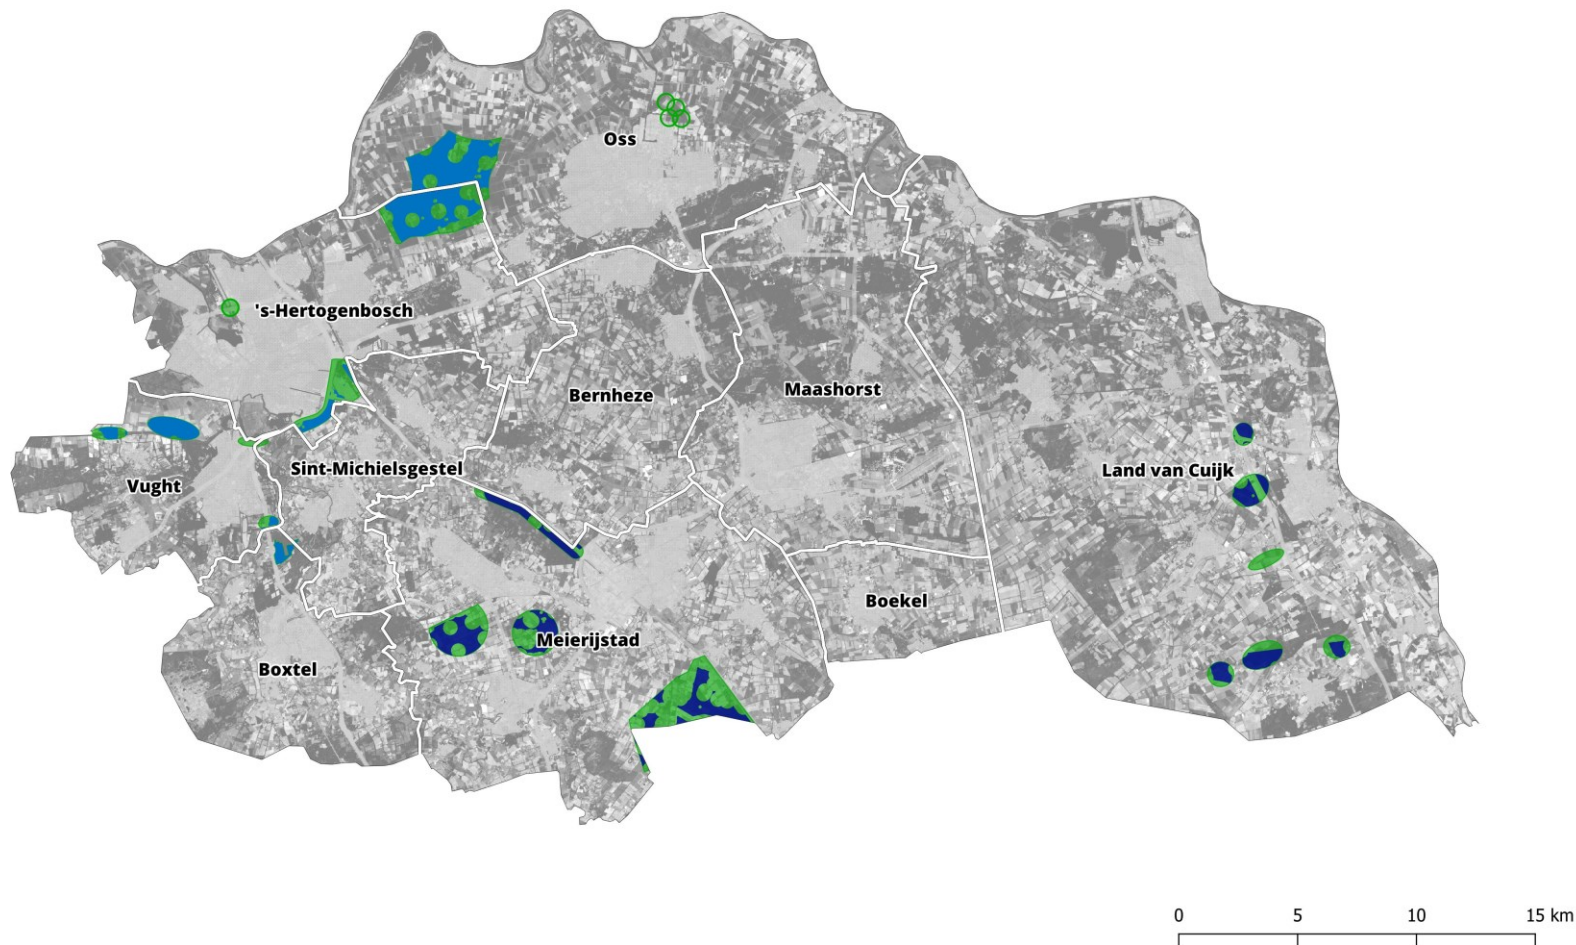 Oss
's-Hertogenbosch
Bernheze
Maashorst
Sint-Michielsgestel
Land van Cuijk
Vught
Boekel
Meierijstad
Boxtel
0 5 10 15 km